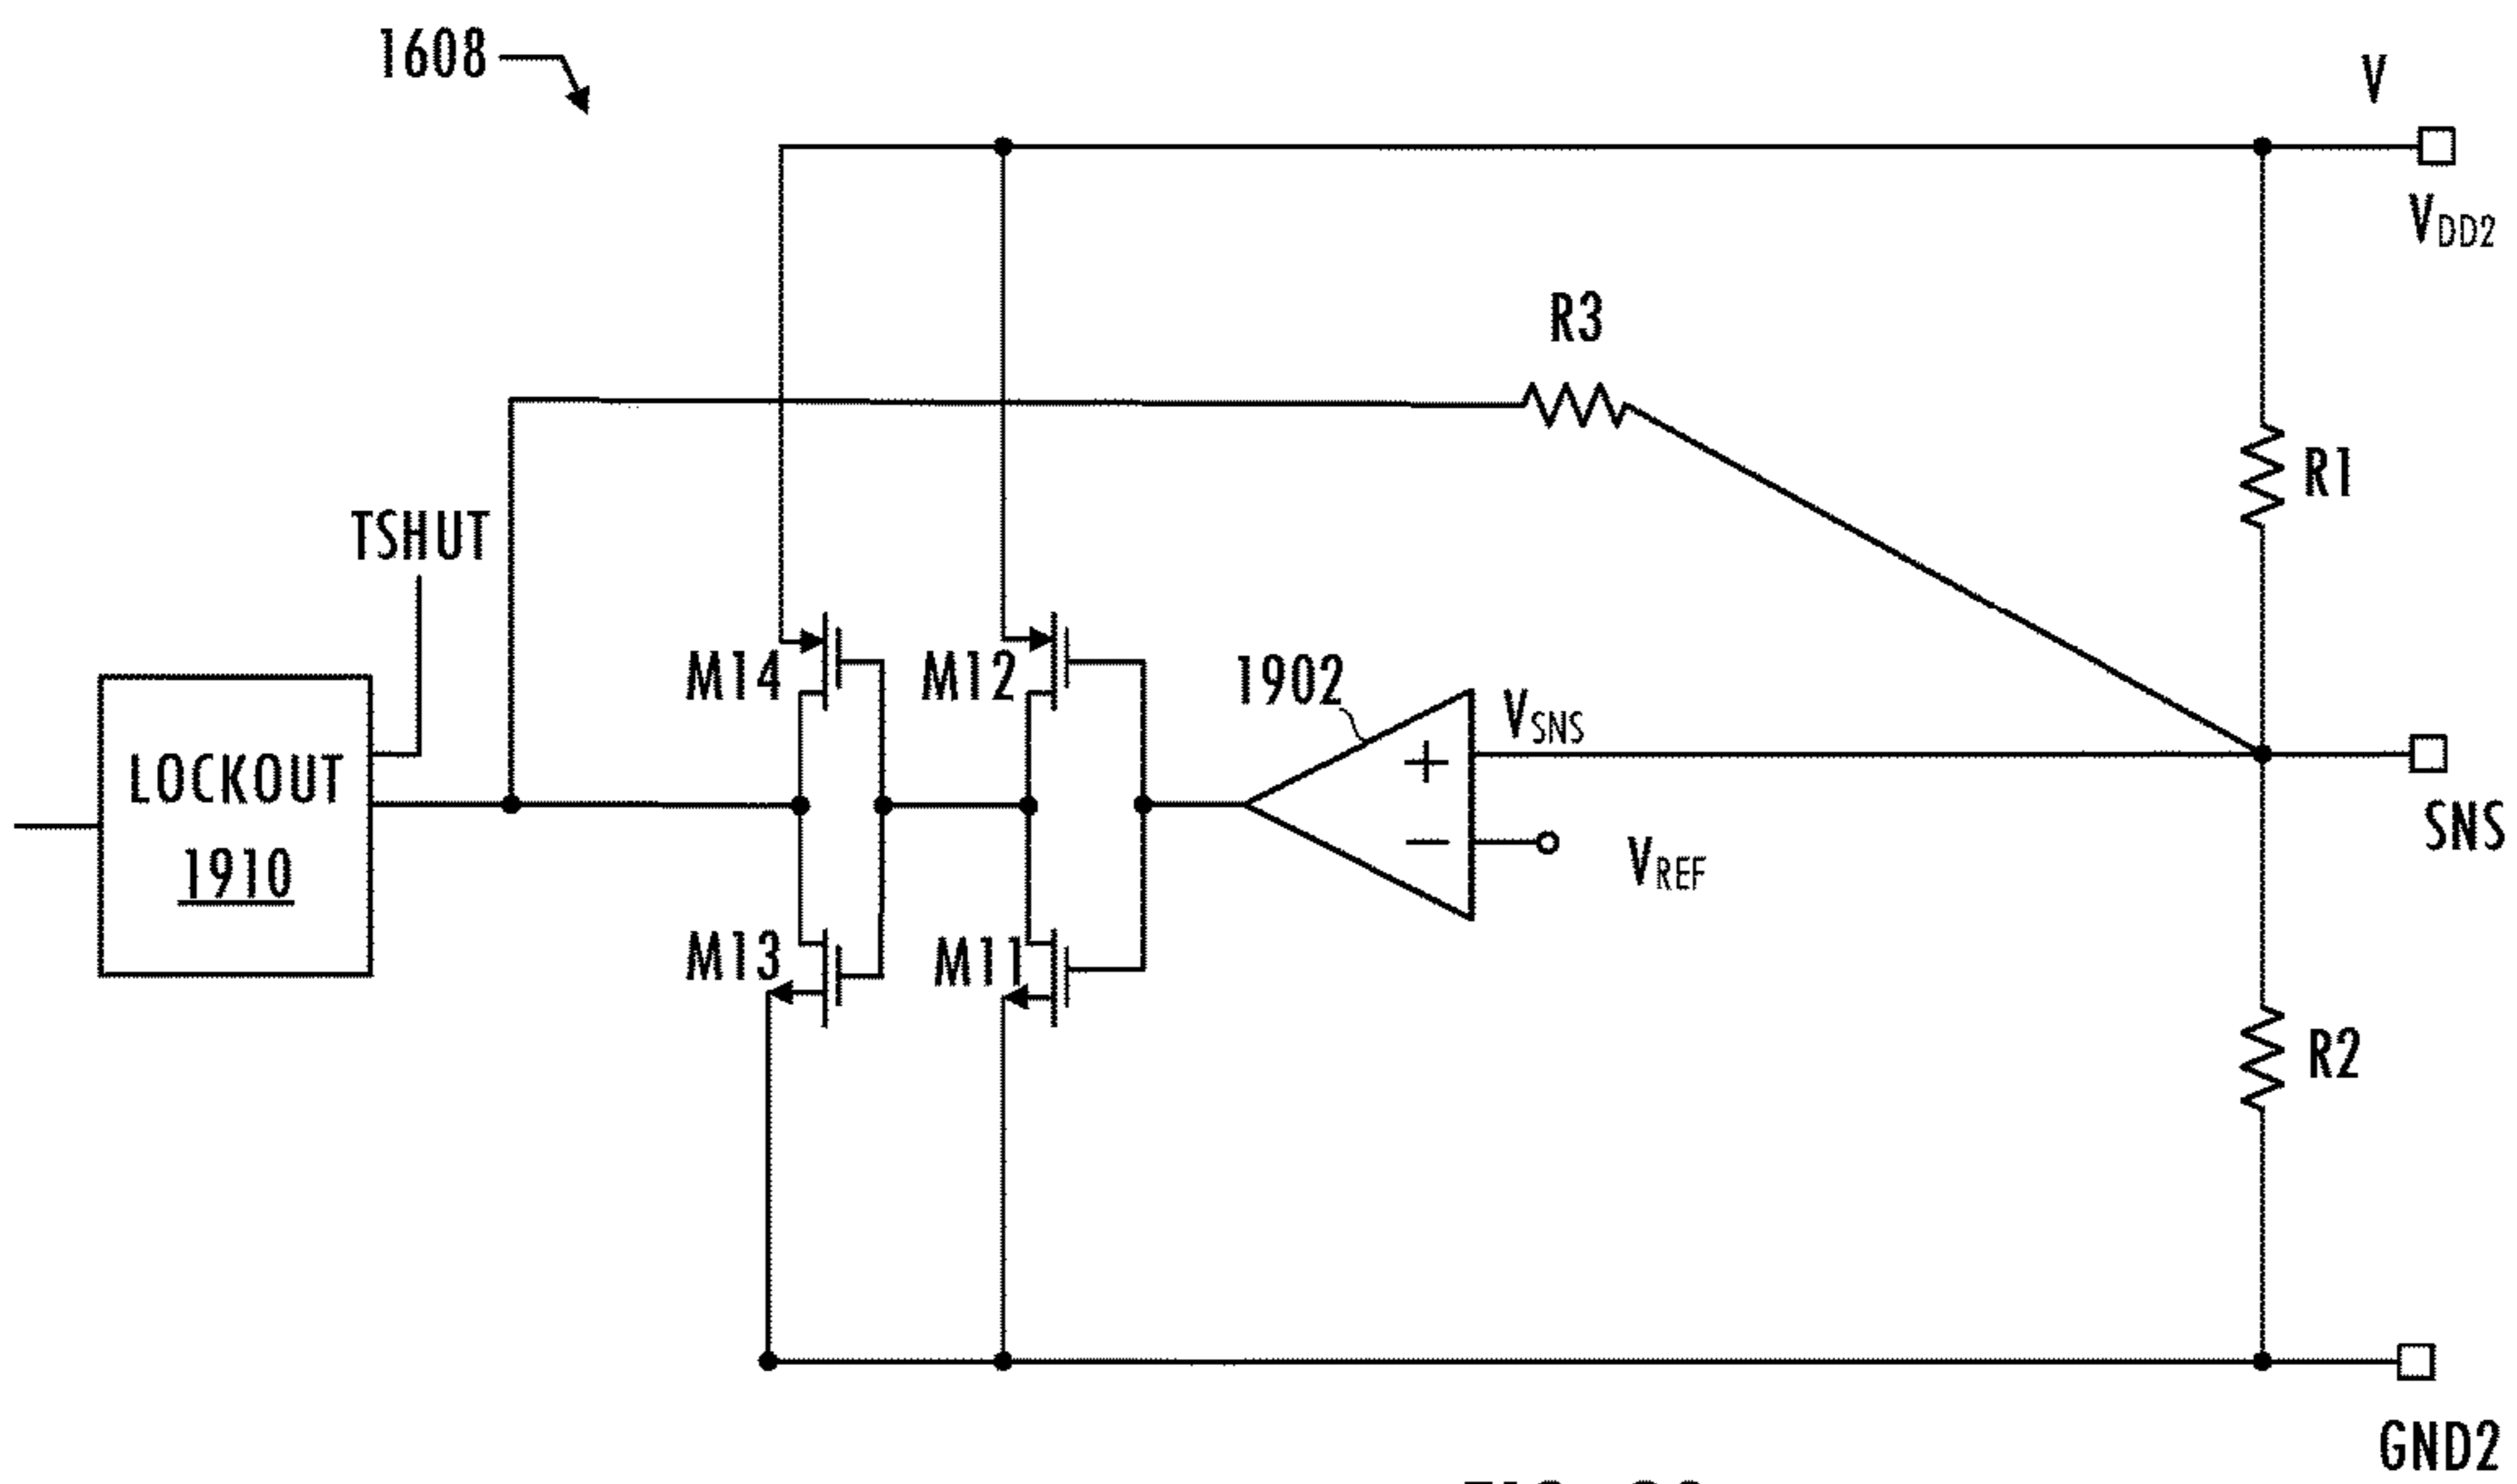 1608
V
VDD2
R3
R1
TSHUT
M14
M12
1902
VSNS
+
LOCKOUT
1910
−
VREF
SNS
M13
M11
R2
GND2